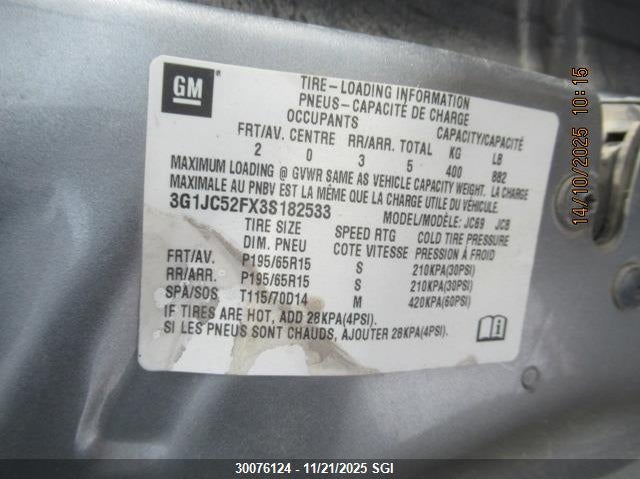 GM
TIRE-LOADING INFORMATION
PNEUS-CAPACITÉ DE CHARGE
OCCUPANTS CAPACITY/CAPACITÉ
FRT/AV. CENTRE RR/ARR. TOTAL KG LB
2 0 3 5 400 882
MAXIMUM LOADING @ GVWR SAME AS VEHICLE CAPACITY WEIGHT. LA CHARGE
MAXIMALE AU PNBV EST LA MÊME QUE LA CHARGE UTILE DU VÉHICULE.
3G1JC52FX3S182533 MODEL/MODÈLE: JC69 JCB
TIRE SIZE SPEED RTG COLD TIRE PRESSURE
DIM. PNEU COTE VITESSE PRESSION À FROID
FRT/AV. P195/65R15 S 210KPA(30PSI)
RR/ARR. P195/65R15 S 210KPA(30PSI)
SPA/SOS T115/70D14 M 420KPA(60PSI)
IF TIRES ARE HOT, ADD 28KPA(4PSI).
SI LES PNEUS SONT CHAUDS, AJOUTER 28KPA(4PSI).
14/10/2025 10:15
30076124 - 11/21/2025 SGI